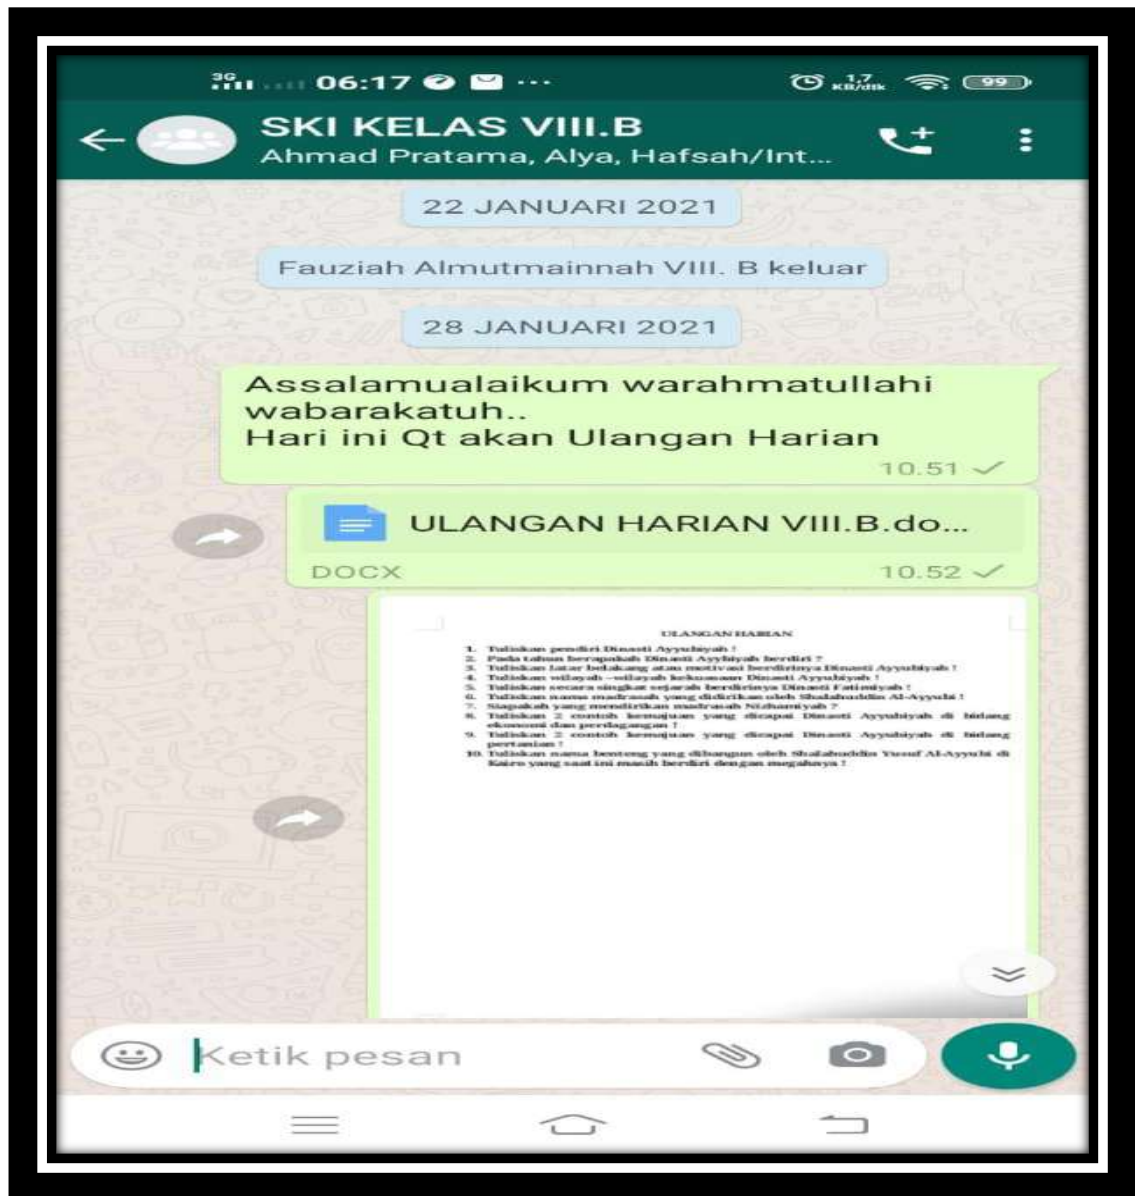 3G 06:17 ...
1,7 KB/dtk 99
SKI KELAS VIII.B
Ahmad Pratama, Alya, Hafsah/Int...
22 JANUARI 2021
Fauziah Almutmainnah VIII. B keluar
28 JANUARI 2021
Assalamualaikum warahmatullahi
wabarakatuh..
Hari ini Qt akan Ulangan Harian
10.51
ULANGAN HARIAN VIII.B.do...
DOCX 10.52
ULANGAN HARIAN
1. Tuliskan pendiri Dinasti Ayyubiyah !
2. Pada tahun berapakah Dinasti Ayybiyah berdiri ?
3. Tuliskan latar belakang atau motivasi berdirinya Dinasti Ayyubiyah !
4. Tuliskan wilayah –wilayah kekuasaan Dinasti Ayyubiyah !
5. Tuliskan secara singkat sejarah berdirinya Dinasti Fatimiyah !
6. Tuliskan nama madrasah yang didirikan oleh Shalahuddin Al-Ayyubi !
7. Siapakah yang mendirikan madrasah Nizhamiyah ?
8. Tuliskan 2 contoh kemajuan yang dicapai Dinasti Ayyubiyah di bidang
ekonomi dan perdagangan !
9. Tuliskan 2 contoh kemajuan yang dicapai Dinasti Ayyubiyah di bidang
pertanian !
10. Tuliskan nama benteng yang dibangun oleh Shalahuddin Yusuf Al-Ayyubi di
Kairo yang saat ini masih berdiri dengan megahnya !
Ketik pesan